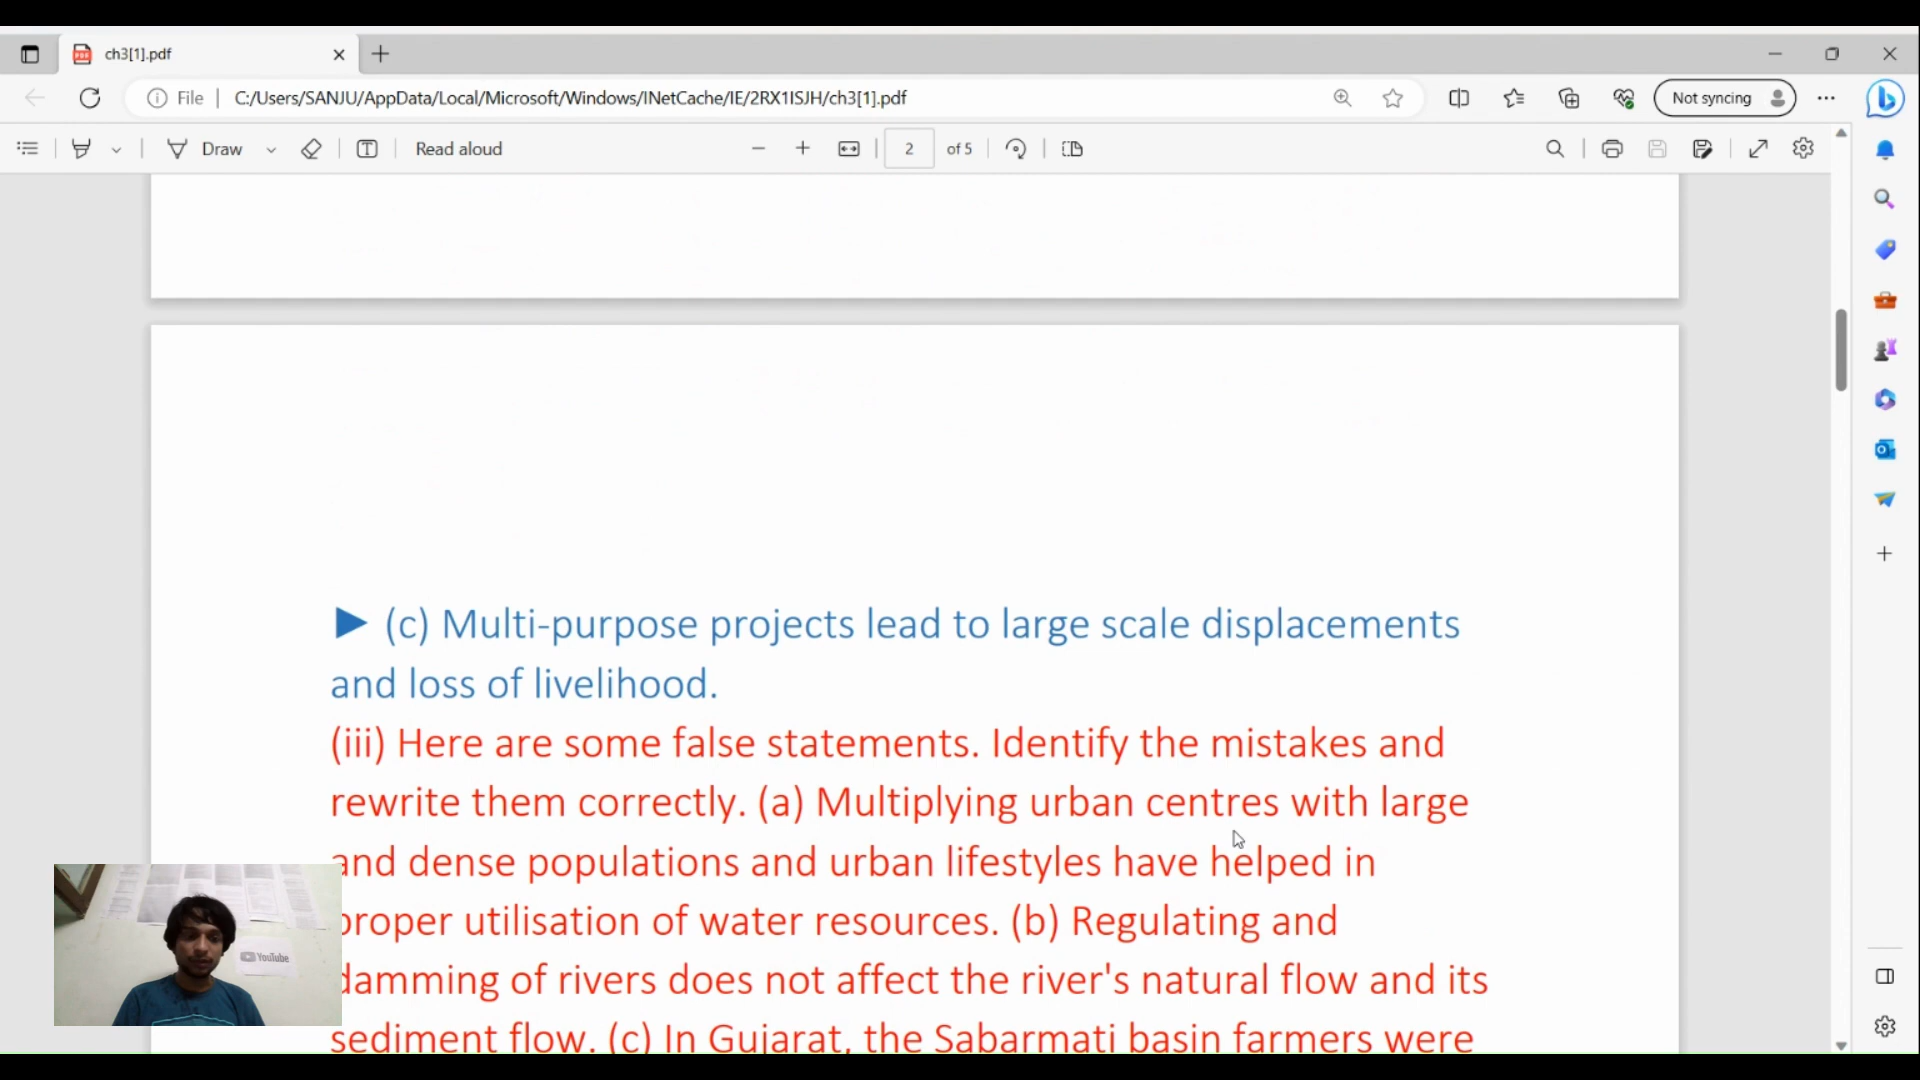 ch3[1].pdf
File
C:/Users/SANJU/AppData/Local/Microsoft/Windows/INetCache/IE/2RX1ISJH/ch3[1].pdf
Not syncing
Draw
Read aloud
2 of 5
► (c) Multi-purpose projects lead to large scale displacements
and loss of livelihood.
(iii) Here are some false statements. Identify the mistakes and
rewrite them correctly. (a) Multiplying urban centres with large
and dense populations and urban lifestyles have helped in
proper utilisation of water resources. (b) Regulating and
damming of rivers does not affect the river's natural flow and its
sediment flow. (c) In Gujarat, the Sabarmati basin farmers were
YouTube